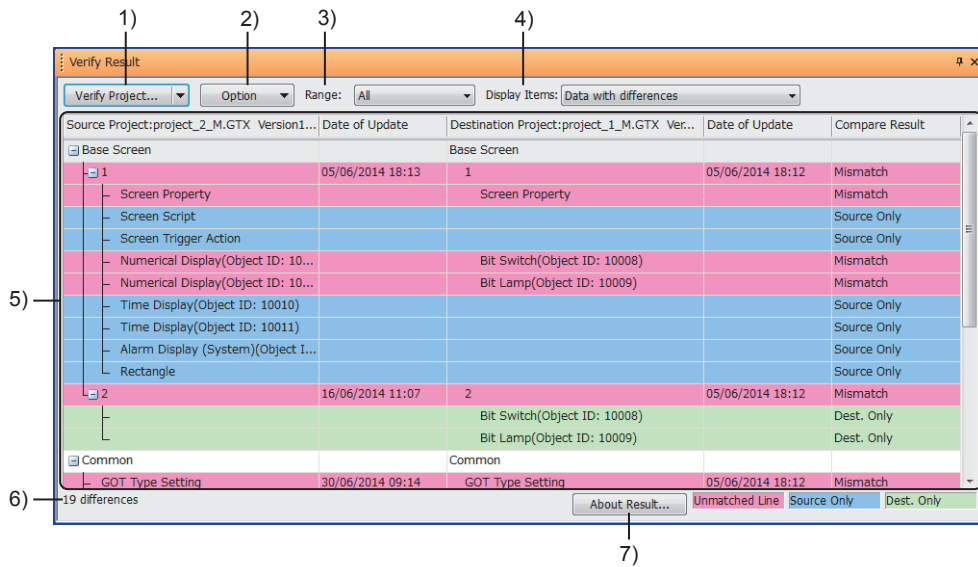 1)
2)
3)
4)
Verify Result
Verify Project... Option Range: All Display Items: Data with differences
Source Project:project_2_M.GTX Version1... Date of Update Destination Project:project_1_M.GTX Ver... Date of Update Compare Result
Base Screen Base Screen
1 05/06/2014 18:13 1 05/06/2014 18:12 Mismatch
Screen Property Screen Property Mismatch
Screen Script Source Only
Screen Trigger Action Source Only
Numerical Display(Object ID: 10... Bit Switch(Object ID: 10008) Mismatch
Numerical Display(Object ID: 10... Bit Lamp(Object ID: 10009) Mismatch
5)
Time Display(Object ID: 10010) Source Only
Time Display(Object ID: 10011) Source Only
Alarm Display (System)(Object I... Source Only
Rectangle Source Only
2 16/06/2014 11:07 2 05/06/2014 18:12 Mismatch
Bit Switch(Object ID: 10008) Dest. Only
Bit Lamp(Object ID: 10009) Dest. Only
Common Common
GOT Type Setting 30/06/2014 09:14 GOT Type Setting 05/06/2014 18:12 Mismatch
6)
19 differences About Result... Unmatched Line Source Only Dest. Only
7)